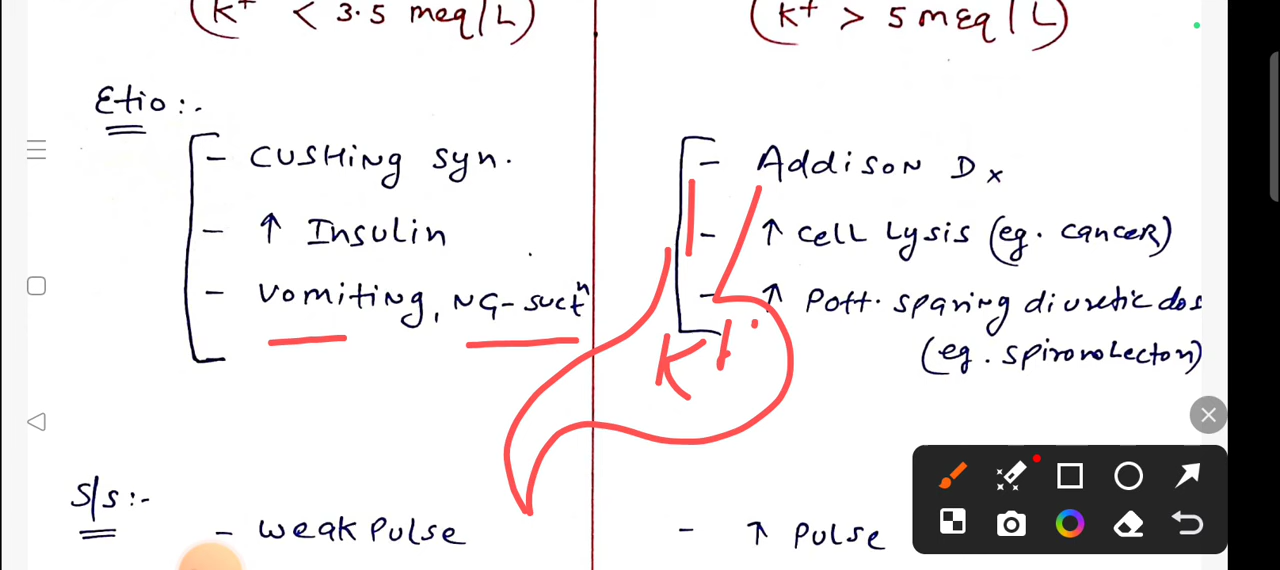 (K+ < 3.5 meq/L)
(K+ > 5 mEq/L)
Etio:-
- CUSHING Syn.
- ↑ Insulin
- Vomiting, NG-suctⁿ
- Addison Dx
- ↑ cell Lysis (eg. cancer)
- ↑ Pott. sparing diuretic dos
(eg. spironolecton)
K+
S/s:-
- weak Pulse
- ↑ Pulse